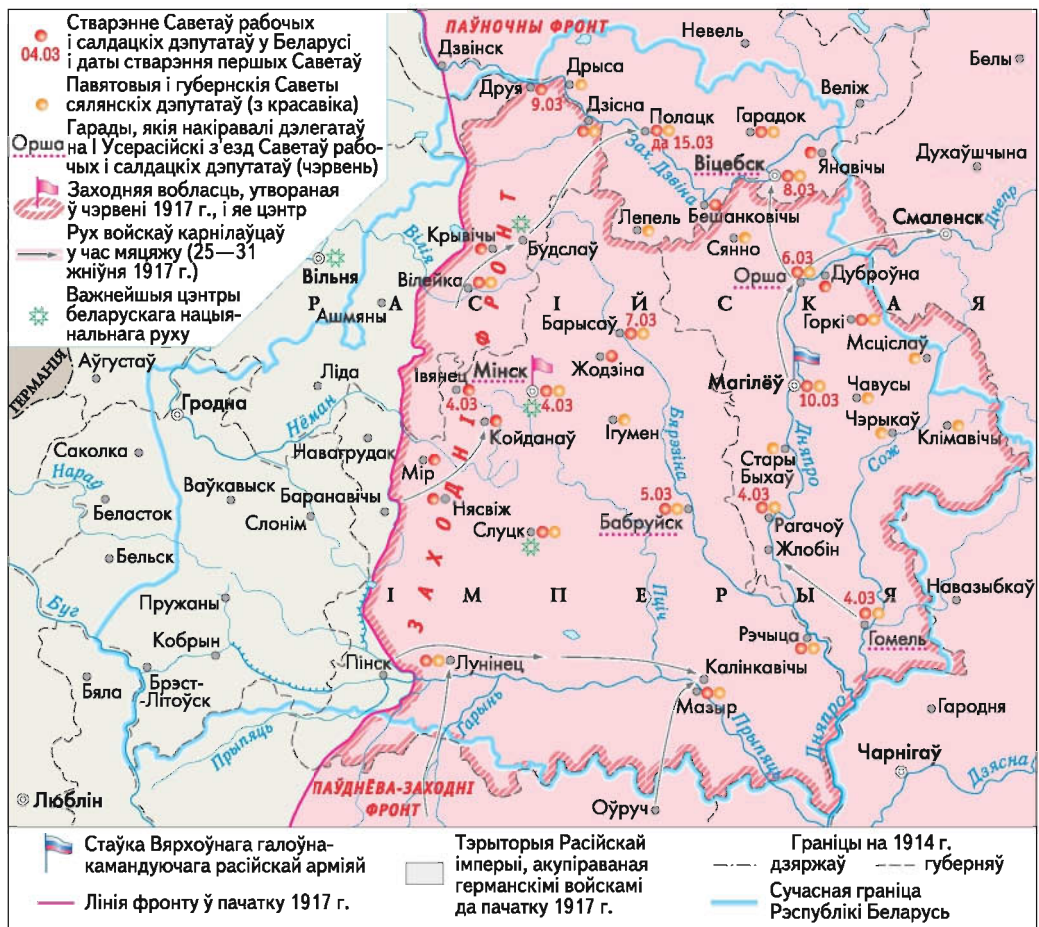 04.03
Стварэнне Саветаў рабочых
і салдацкіх дэпутатаў у Беларусі
і даты стварэння першых Саветаў
Павятовыя і губернскія Саветы
сялянскіх дэпутатаў (з красавіка)
Орша
Гарады, якія накіравалі дэлегатаў
на І Усерасійскі з'езд Саветаў рабо-
чых і салдацкіх дэпутатаў (чэрвень)
Заходняя вобласць, утвораная
ў чэрвені 1917 г., і яе цэнтр
Рух войскаў карнілаўцаў
у час мяцяжу (25—31
жніўня 1917 г.)
Важнейшыя цэнтры
беларускага нацыя-
нальнага руху
ПАЎНОЧНЫ ФРОНТ
Невель
Дзвінск
Белы
Дрыса
Друя
9.03
Веліж
Дзісна
Полацк
да 15.03
Гарадок
Зах. Дзвіна
Віцебск
8.03
Янавічы
Духаўшчына
Бешанковічы
Лепель
Сянно
Смаленск
Днепр
Крывічы
Будслаў
Вілія
Вільня
Вілейка
6.03
Орша
Дуброўна
РАСІЙСКАЯ
Ашмяны
Барысаў
7.03
Горкі
Мсціслаў
ГЕРМАНІЯ
Аўгустаў
Жодзіна
Ліда
Івянец
4.03
Мінск
4.03
Магілёў
10.03
Чавусы
Гродна
Нёман
Койданаў
Ігумен
Бярэзіна
Чэрыкаў
Клімавічы
Саколка
Нараў
Навагрудак
Мір
Стары
Быхаў
Дняпро
Сож
Ваўкавыск
Баранавічы
Беласток
Слонім
Нясвіж
Слуцк
5.03
Бабруйск
4.03
Рагачоў
Жлобін
ЗАХОДНІ ФРОНТ
Бельск
Пціч
Буг
Пружаны
ІМПЕРЫЯ
Навазыбкаў
4.03
Гомель
Кобрын
Рэчыца
Пінск
Лунінец
Калінкавічы
Бяла
Брэст-
-Літоўск
Мазыр
Гарынь
Прыпяць
Прыпяць
Дняпро
Гародня
Чарнігаў
Дзясна
Люблін
ПАЎДНЁВА-ЗАХОДНІ
ФРОНТ
Оўруч
Стаўка Вярхоўнага галоўна-
камандуючага расійскай арміяй
Лінія фронту ў пачатку 1917 г.
Тэрыторыя Расійскай
імперыі, акупіраваная
германскімі войскамі
да пачатку 1917 г.
Граніцы на 1914 г.
дзяржаў
губерняў
Сучасная граніца
Рэспублікі Беларусь